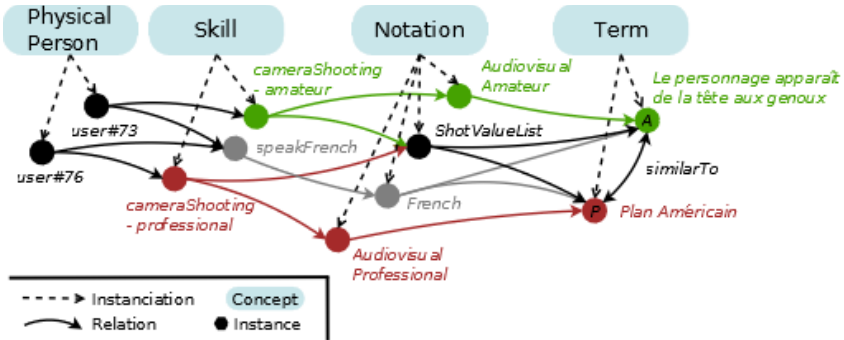 Physical
Person
Skill
Notation
Term
cameraShooting
- amateur
Audiovisual
Amateur
Le personnage apparaît
de la tête aux genoux
user#73
speakFrench
ShotValueList
A
user#76
similarTo
cameraShooting
- professional
French
P
Plan Américain
Audiovisual
Professional
Instanciation
Concept
Relation
Instance